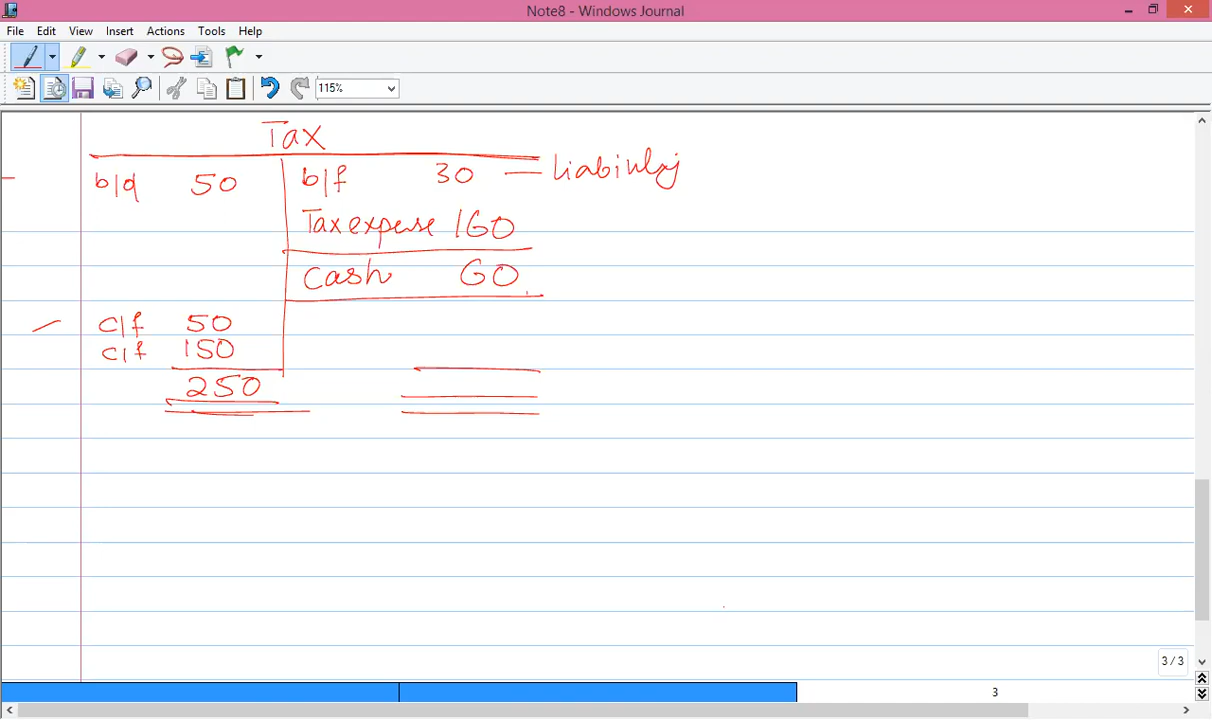 Note8 - Windows Journal
File Edit View Insert Actions Tools Help
115%
Tax
b/d 50 b/f 30 — liability
Tax expense 160
Cash 60
c/f 50
c/f 150
250
3 / 3
3